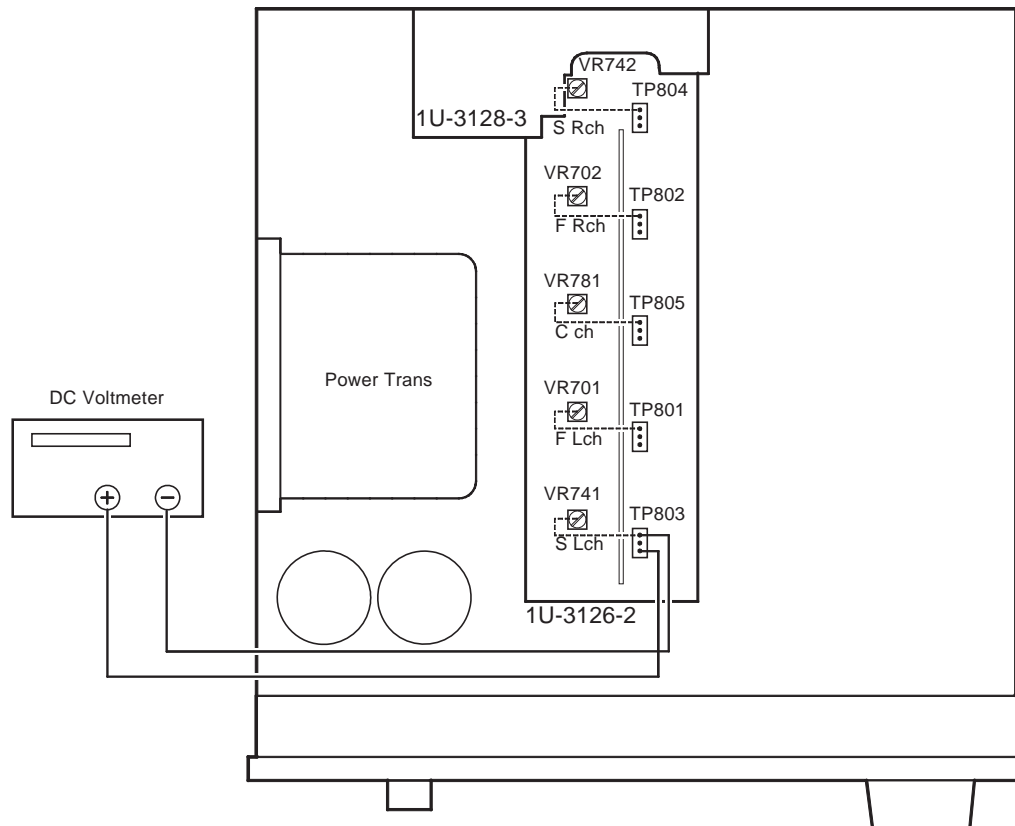 VR742
TP804
1U-3128-3
S Rch
VR702
TP802
F Rch
VR781
TP805
C ch
Power Trans
DC Voltmeter
VR701
TP801
F Lch
VR741
TP803
S Lch
1U-3126-2